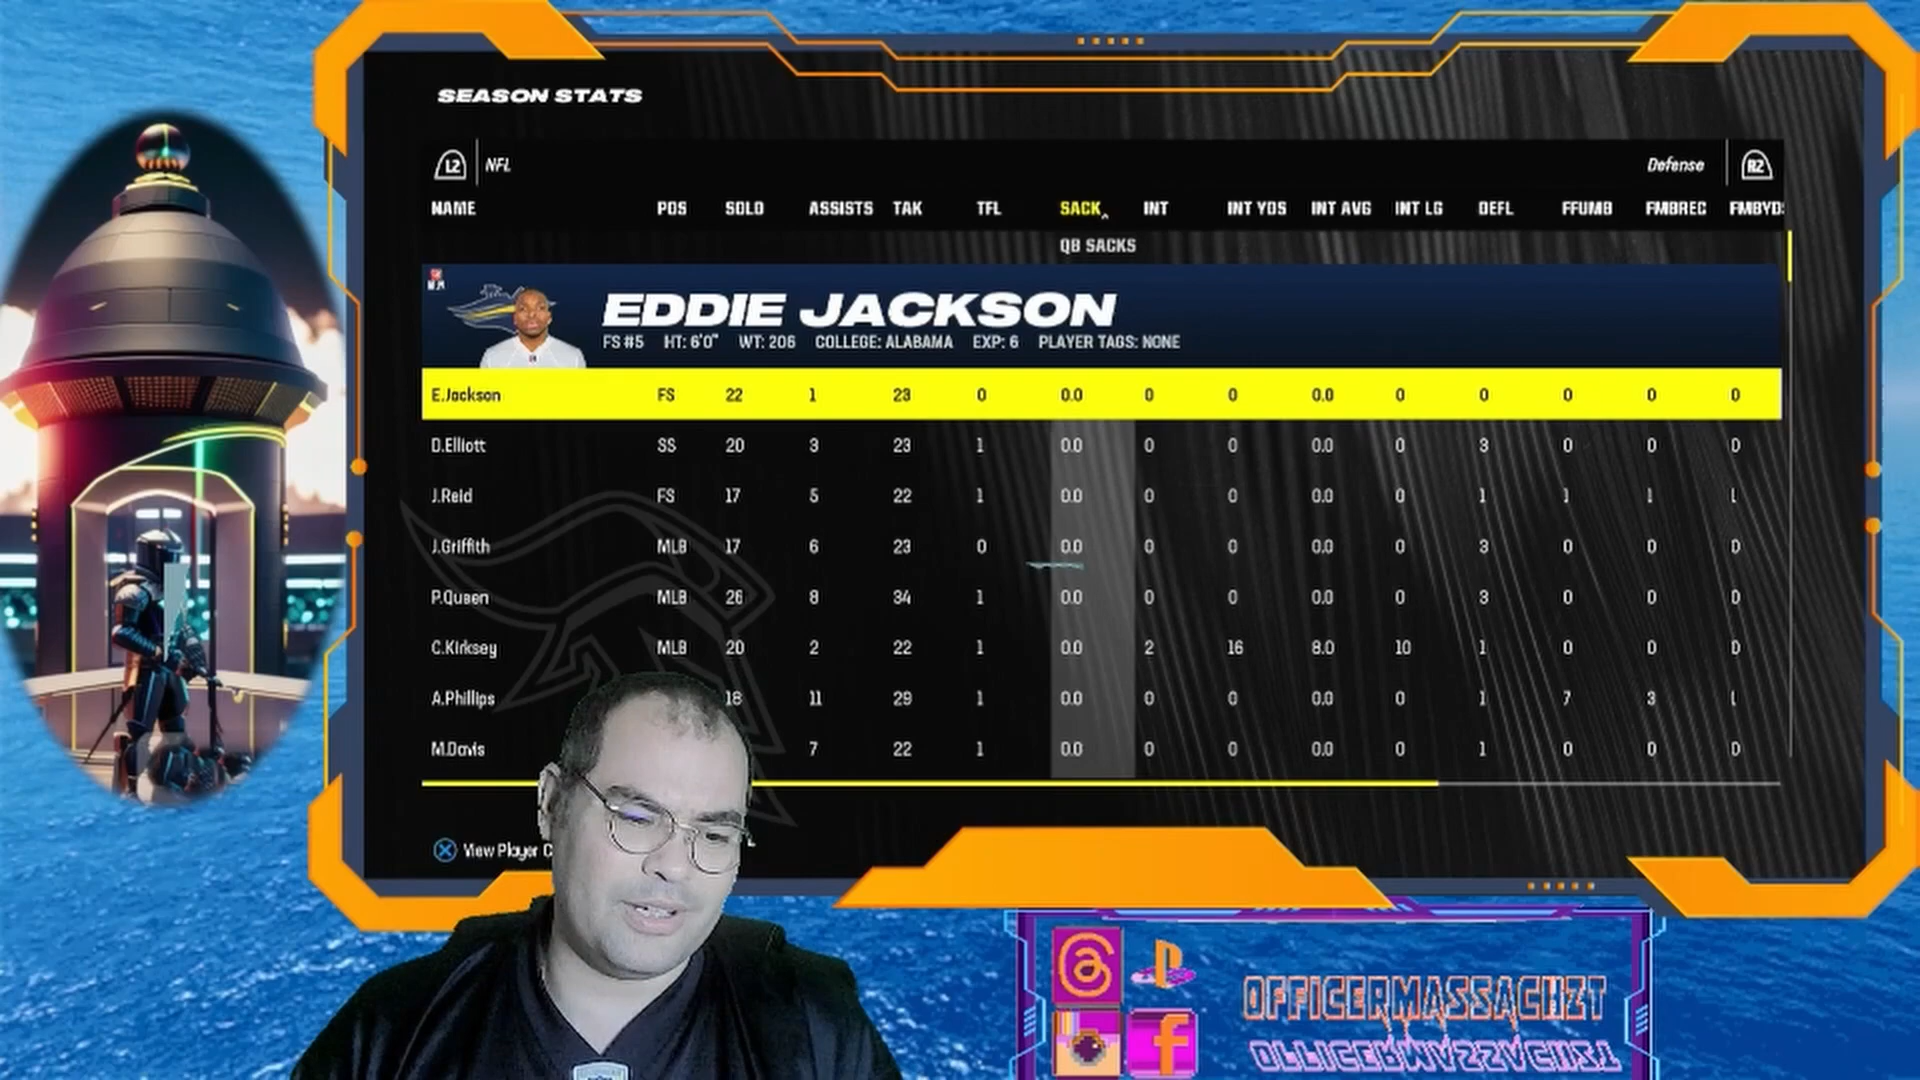 SEASON STATS
L2 NFL Defense R2
NAME POS SOLO ASSISTS TAK TFL SACK INT INT YDS INT AVG INT LG DEFL FFUMB FMBREC FMBYDS
QB SACKS
EDDIE JACKSON
FS #5 HT: 6'0" WT: 206 COLLEGE: ALABAMA EXP: 6 PLAYER TAGS: NONE
E.Jackson FS 22 1 23 0 0.0 0 0 0.0 0 0 0 0 0
D.Elliott SS 20 3 23 1 0.0 0 0 0.0 0 3 0 0 0
J.Reid FS 17 5 22 1 0.0 0 0 0.0 0 1 1 1 1
J.Griffith MLB 17 6 23 0 0.0 0 0 0.0 0 3 0 0 0
P.Queen MLB 26 8 34 1 0.0 0 0 0.0 0 3 0 0 0
C.Kirksey MLB 20 2 22 1 0.0 2 16 8.0 10 1 0 0 0
A.Phillips 18 11 29 1 0.0 0 0 0.0 0 1 7 3 1
M.Davis 7 22 1 0.0 0 0 0.0 0 1 0 0 0
View Player C
OFFICERMASSACHZT